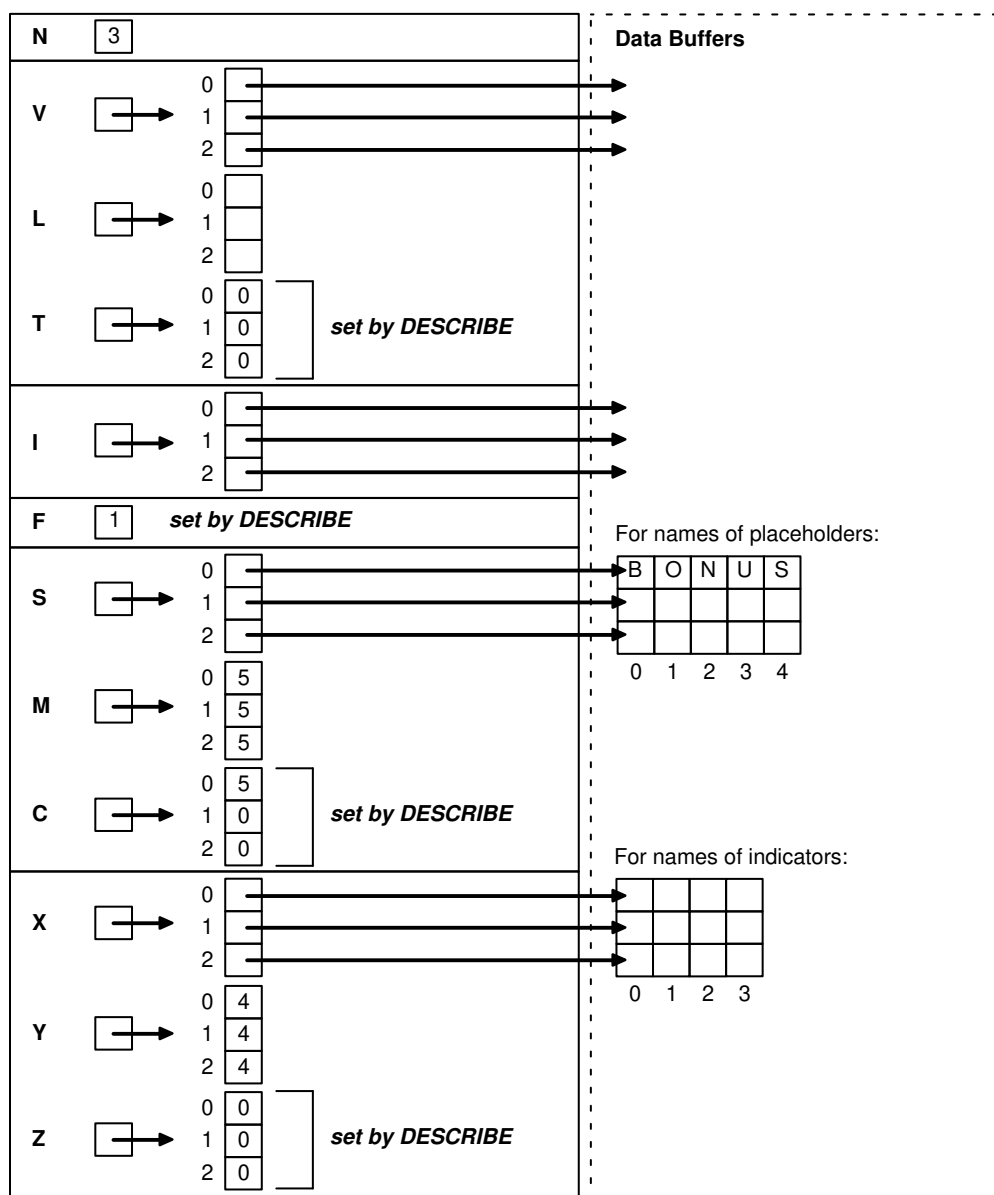 N 3
Data Buffers
0
V 1
2
0
L 1
2
0 0
T 1 0 set by DESCRIBE
2 0
0
I 1
2
F 1 set by DESCRIBE
For names of placeholders:
0 B O N U S
S 1
2
0 1 2 3 4
0 5
M 1 5
2 5
0 5
C 1 0 set by DESCRIBE
2 0
For names of indicators:
0
X 1
2
0 1 2 3
0 4
Y 1 4
2 4
0 0
Z 1 0 set by DESCRIBE
2 0